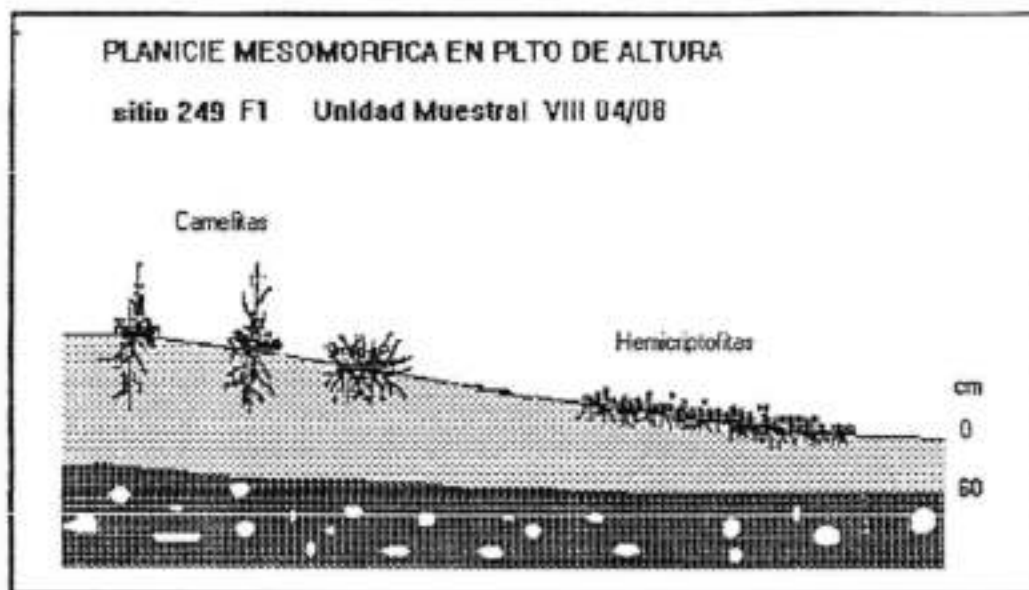 PLANICIE MESOMORFICA EN PLTO DE ALTURA
sitio 249 F1 Unidad Muestral VIII 04/08
Camefitas
Hemicriptofitas
cm
0
60